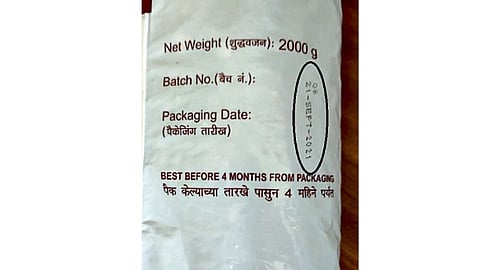 Net Weight (शुद्धवजन): 2000 g
Batch No.(बैच नं.):
06
Packaging Date:
21-SEPT-2021
(पैकेजिंग तारीख)
BEST BEFORE 4 MONTHS FROM PACKAGING
पैक केल्याच्या तारखे पासुन 4 महिने पर्यंत